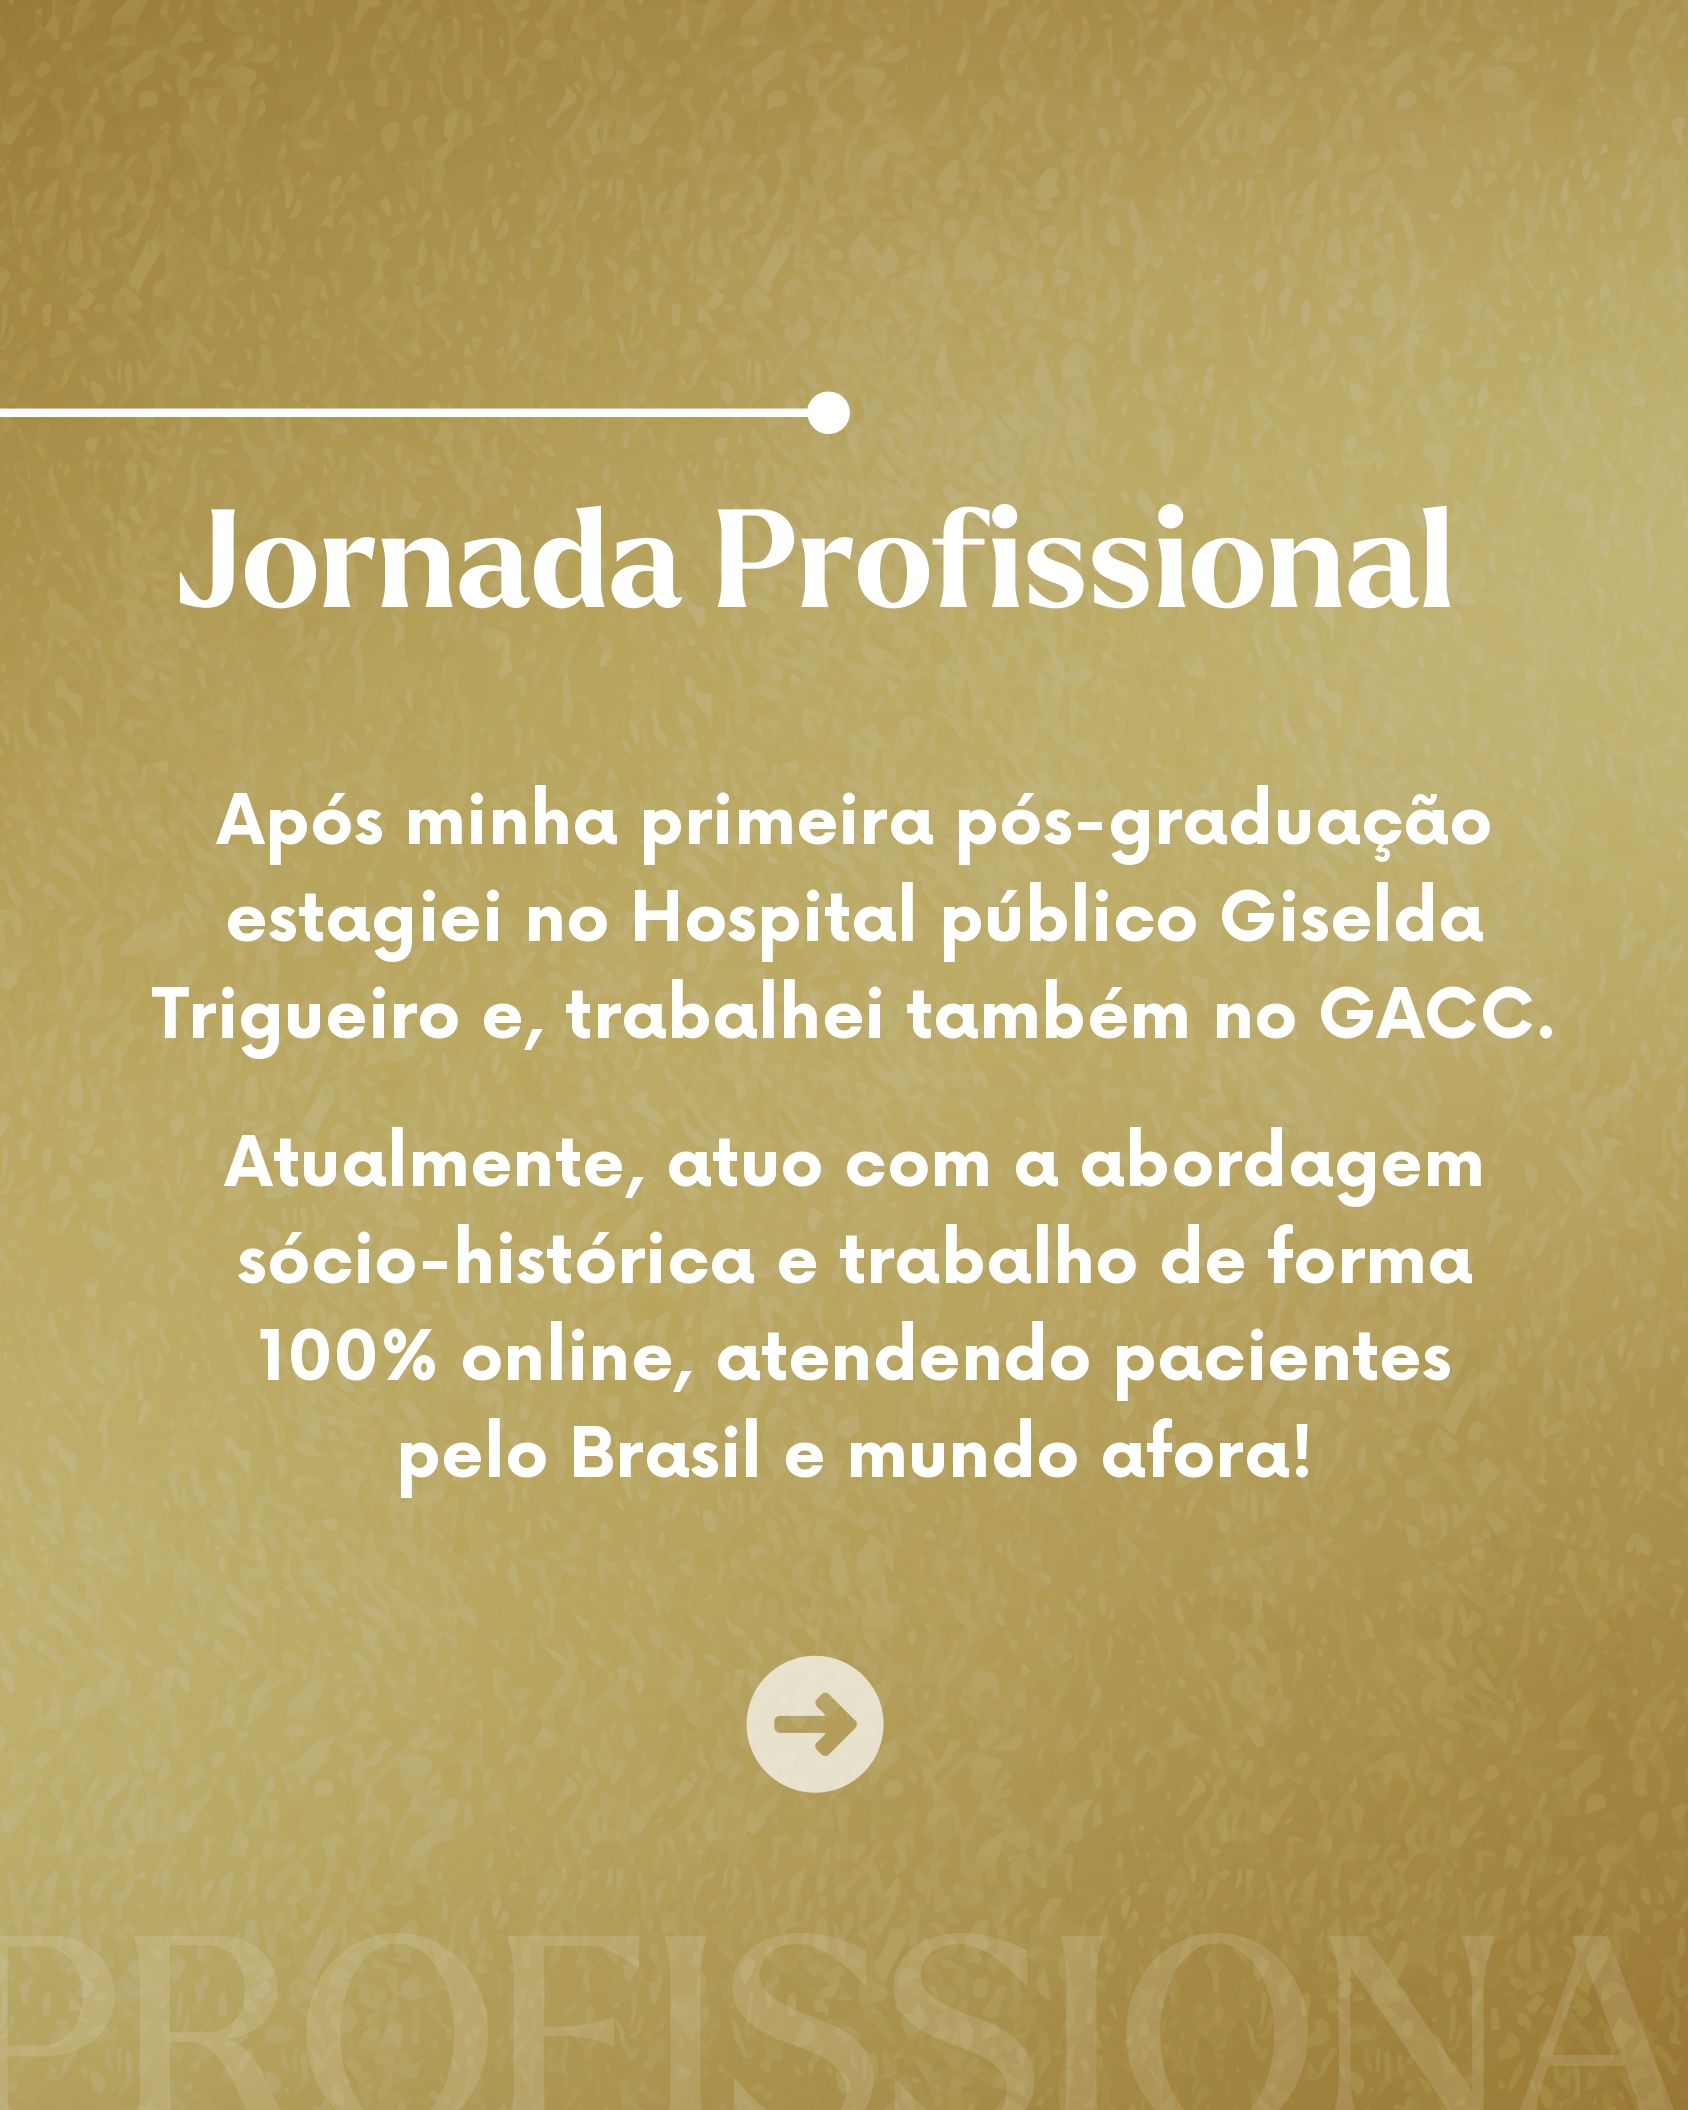 Jornada Profissional
Após minha primeira pós-graduação
estagiei no Hospital público Giselda
Trigueiro e, trabalhei também no GACC.
Atualmente, atuo com a abordagem
sócio-histórica e trabalho de forma
100% online, atendendo pacientes
pelo Brasil e mundo afora!
PROFISSIONA